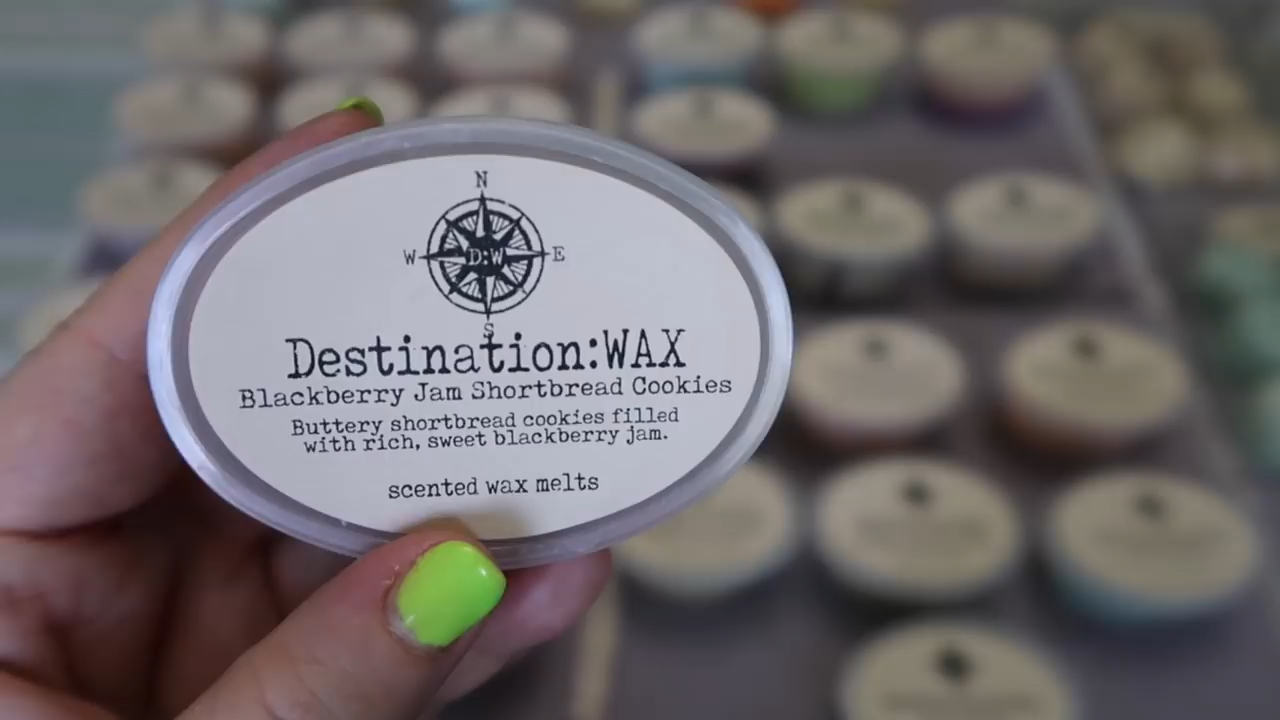 N
W D:W E
S
Destination:WAX
Blackberry Jam Shortbread Cookies
Buttery shortbread cookies filled
with rich, sweet blackberry jam.
scented wax melts